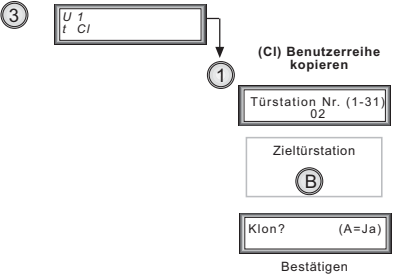 3
U 1
t Cl
1
(Cl) Benutzerreihe
kopieren
Türstation Nr. (1-31)
02
Zieltürstation
B
Klon? (A=Ja)
Bestätigen